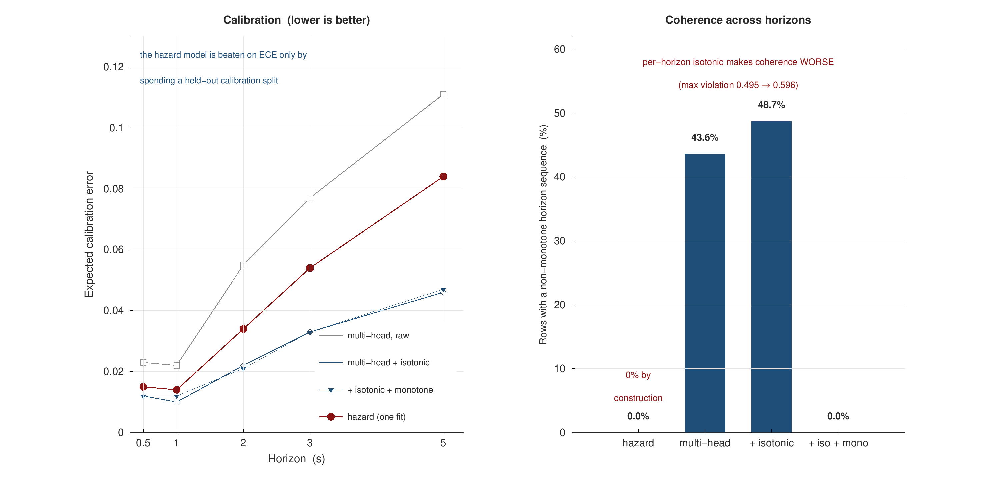 Calibration (lower is better)
the hazard model is beaten on ECE only by
spending a held−out calibration split
Expected calibration error
0.12
0.1
0.08
0.06
0.04
0.02
0
0.5 1 2 3 5
Horizon (s)
multi−head, raw
multi−head + isotonic
+ isotonic + monotone
hazard (one fit)
Coherence across horizons
per−horizon isotonic makes coherence WORSE
(max violation 0.495 → 0.596)
Rows with a non−monotone horizon sequence (%)
60
50
40
30
20
10
0
48.7%
43.6%
0% by
construction
0.0%
0.0%
hazard multi−head + isotonic + iso + mono